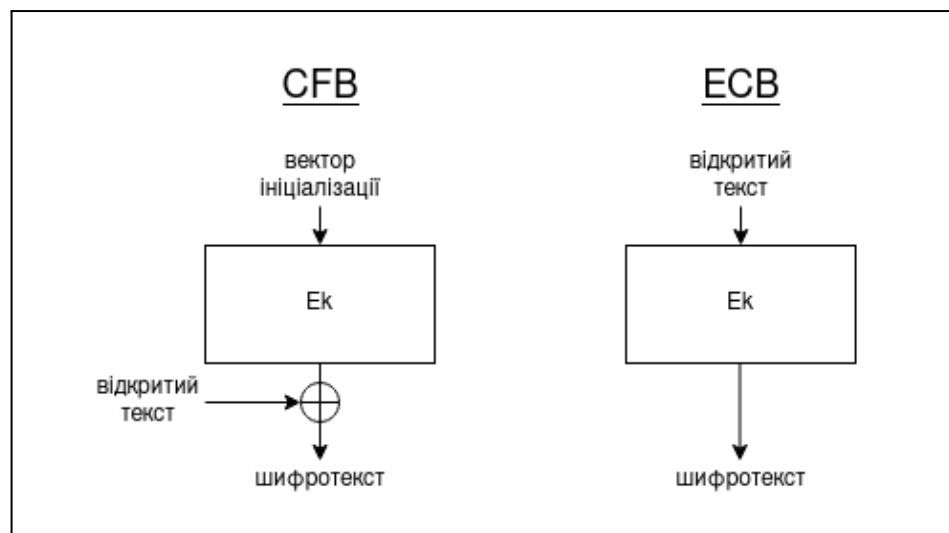 CFB
вектор
ініціалізації
Ek
відкритий
текст
шифротекст
ECB
відкритий
текст
Ek
шифротекст